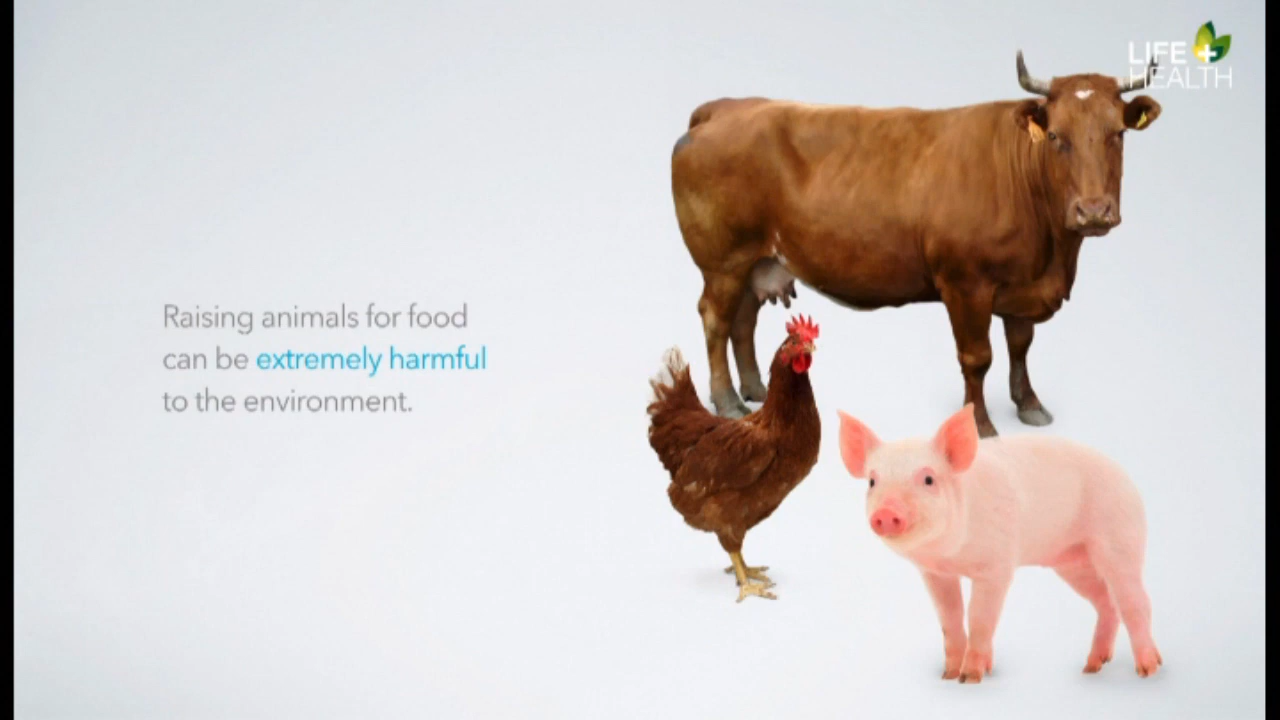 LIFE +
HEALTH
Raising animals for food
can be extremely harmful
to the environment.